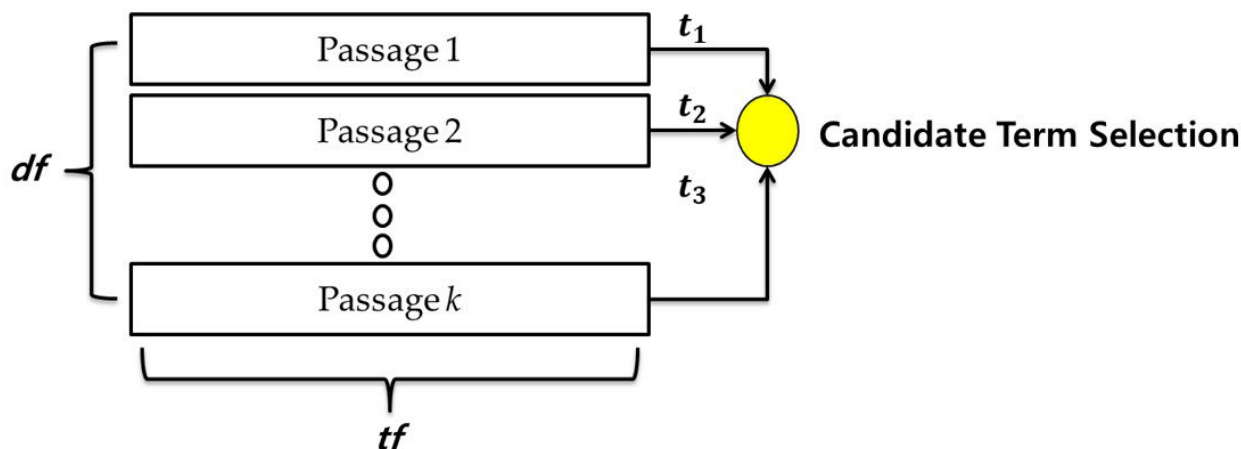 Passage 1
t₁
Passage 2
t₂
Candidate Term Selection
df
t₃
Passage k
tf